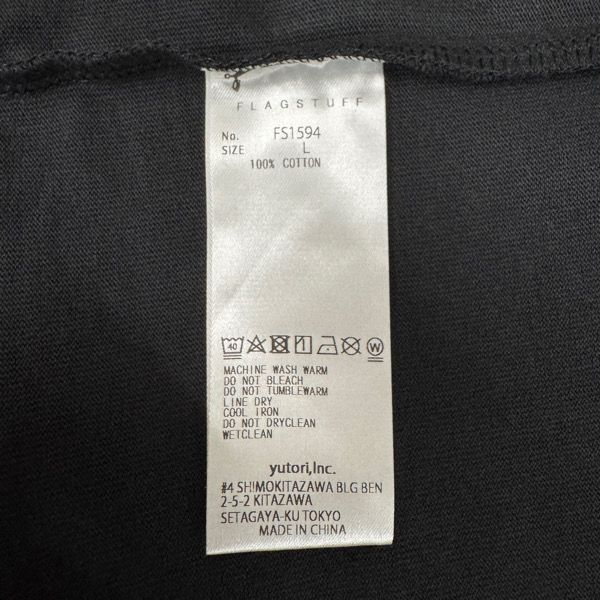 FLAGSTUFF
No. FS1594
SIZE L
100% COTTON
40
W
MACHINE WASH WARM
DO NOT BLEACH
DO NOT TUMBLEWARM
LINE DRY
COOL IRON
DO NOT DRYCLEAN
WETCLEAN
yutori,Inc.
#4 SHIMOKITAZAWA BLG BEN
2-5-2 KITAZAWA
SETAGAYA-KU TOKYO
MADE IN CHINA